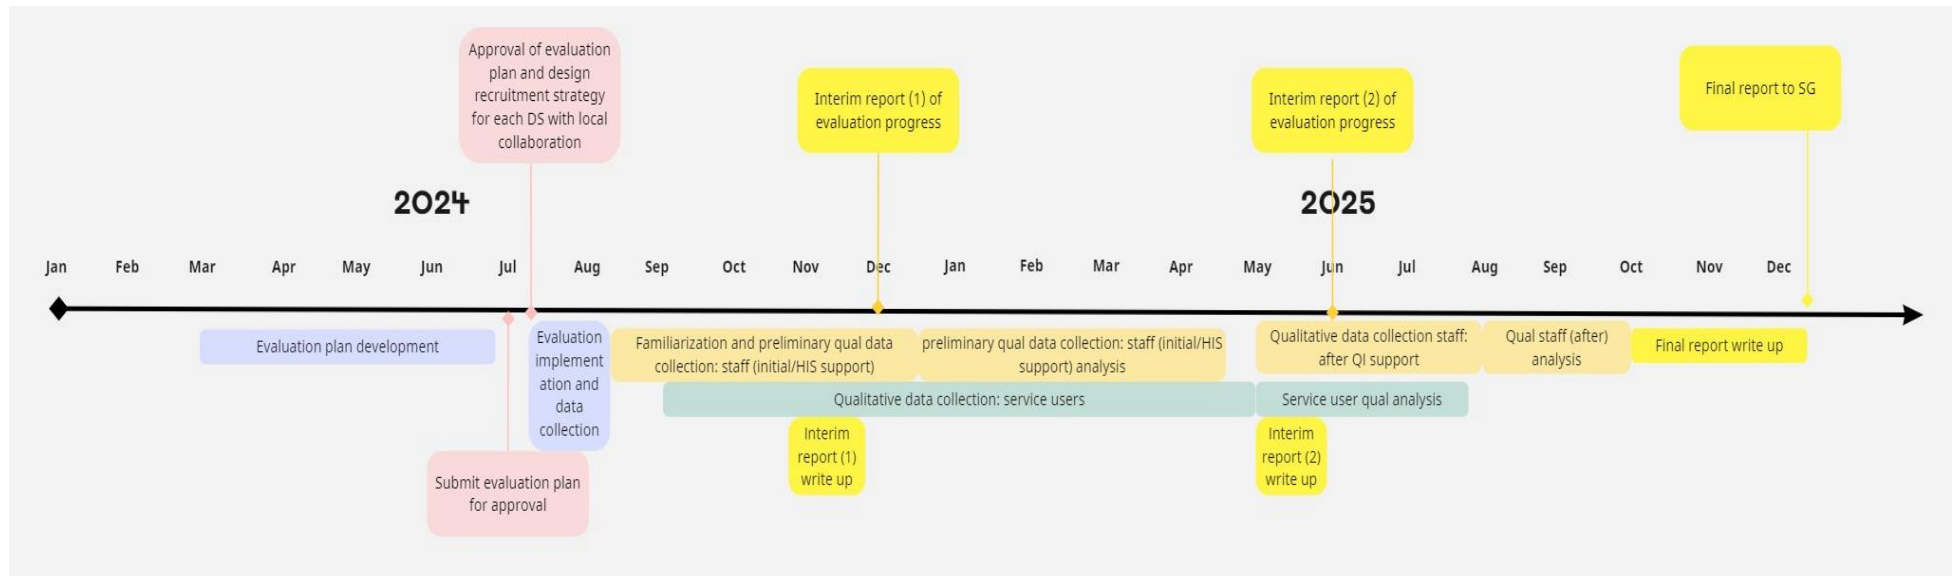 Approval of evaluation
plan and design
recruitment strategy
for each DS with local
collaboration
Interim report (1) of
evaluation progress
Interim report (2) of
evaluation progress
Final report to SG
2024
2025
Jan Feb Mar Apr May Jun Jul Aug Sep Oct Nov Dec Jan Feb Mar Apr May Jun Jul Aug Sep Oct Nov Dec
Evaluation plan development
Evaluation
implement
ation and
data
collection
Familiarization and preliminary qual data
collection: staff (initial/HIS support)
preliminary qual data collection: staff (initial/HIS
support) analysis
Qualitative data collection staff:
after QI support
Qual staff (after)
analysis
Final report write up
Qualitative data collection: service users
Service user qual analysis
Interim
report (1)
write up
Interim
report (2)
write up
Submit evaluation plan
for approval